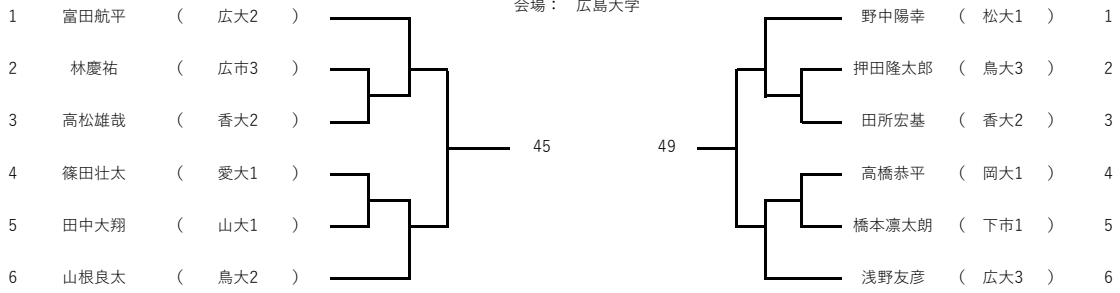 会場： 広島大学
1 富田航平 （ 広大2 ） 野中陽幸 （ 松大1 ） 1
2 林慶祐 （ 広市3 ） 押田隆太郎 （ 鳥大3 ） 2
3 高松雄哉 （ 香大2 ） 田所宏基 （ 香大2 ） 3
45 49
4 篠田壮太 （ 愛大1 ） 高橋恭平 （ 岡大1 ） 4
5 田中大翔 （ 山大1 ） 橋本凛太朗 （ 下市1 ） 5
6 山根良太 （ 鳥大2 ） 浅野友彦 （ 広大3 ） 6